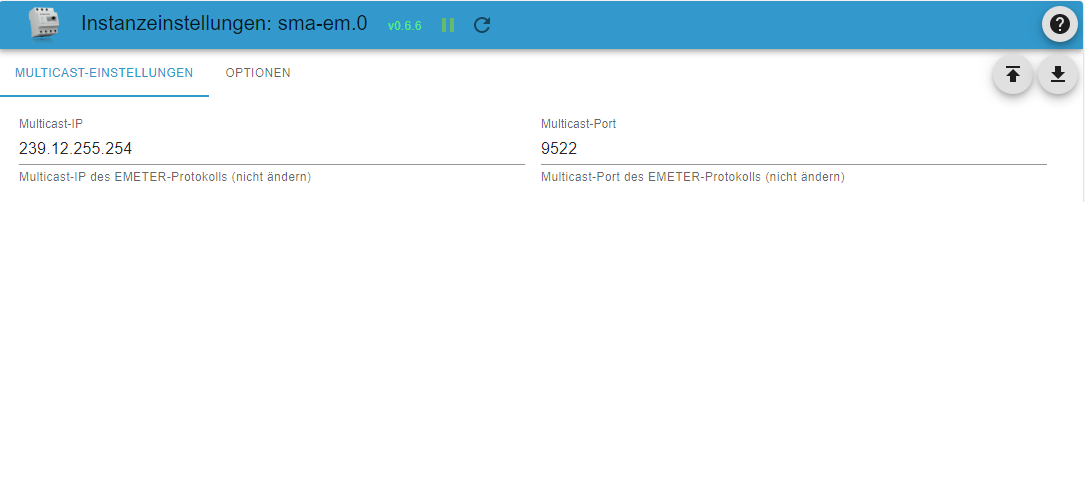 Instanzeinstellungen: sma-em.0 v0.6.6
MULTICAST-EINSTELLUNGEN OPTIONEN
Multicast-IP Multicast-Port
239.12.255.254 9522
Multicast-IP des EMETER-Protokolls (nicht ändern) Multicast-Port des EMETER-Protokolls (nicht ändern)